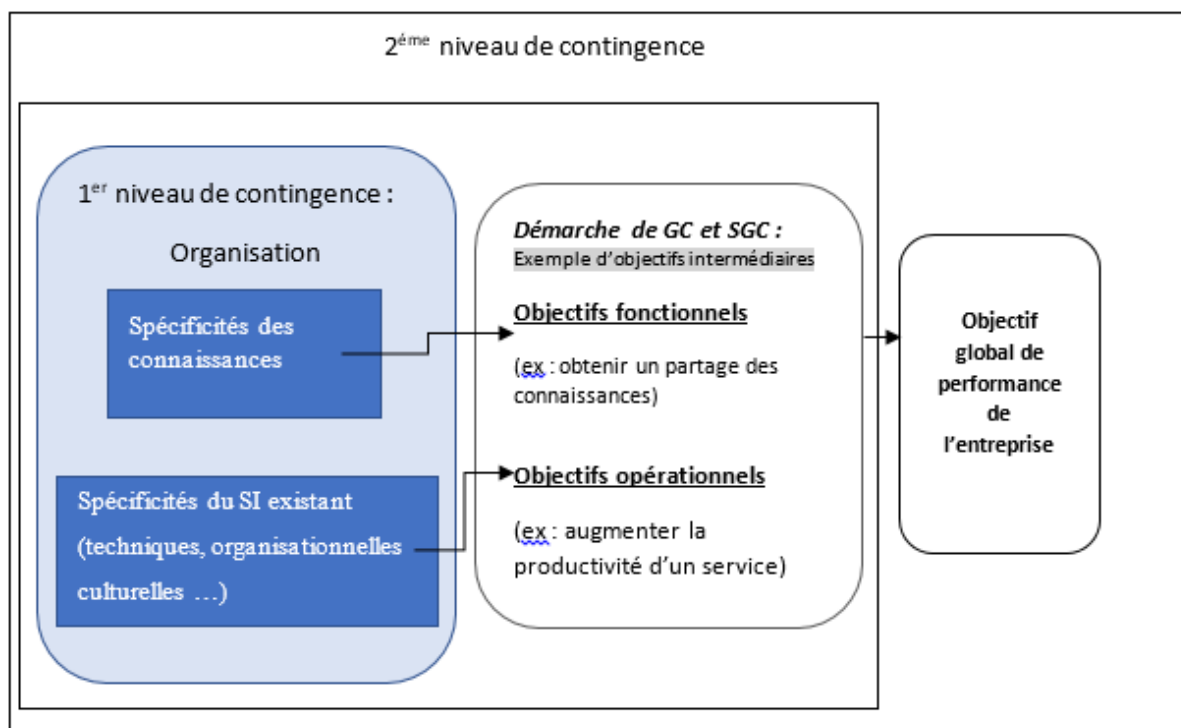 2éme niveau de contingence
1er niveau de contingence :
Organisation
Spécificités des
connaissances
Spécificités du SI existant
(techniques, organisationnelles
culturelles …)
Démarche de GC et SGC :
Exemple d’objectifs intermédiaires
Objectifs fonctionnels
(ex : obtenir un partage des
connaissances)
Objectifs opérationnels
(ex : augmenter la
productivité d’un service)
Objectif
global de
performance
de
l’entreprise